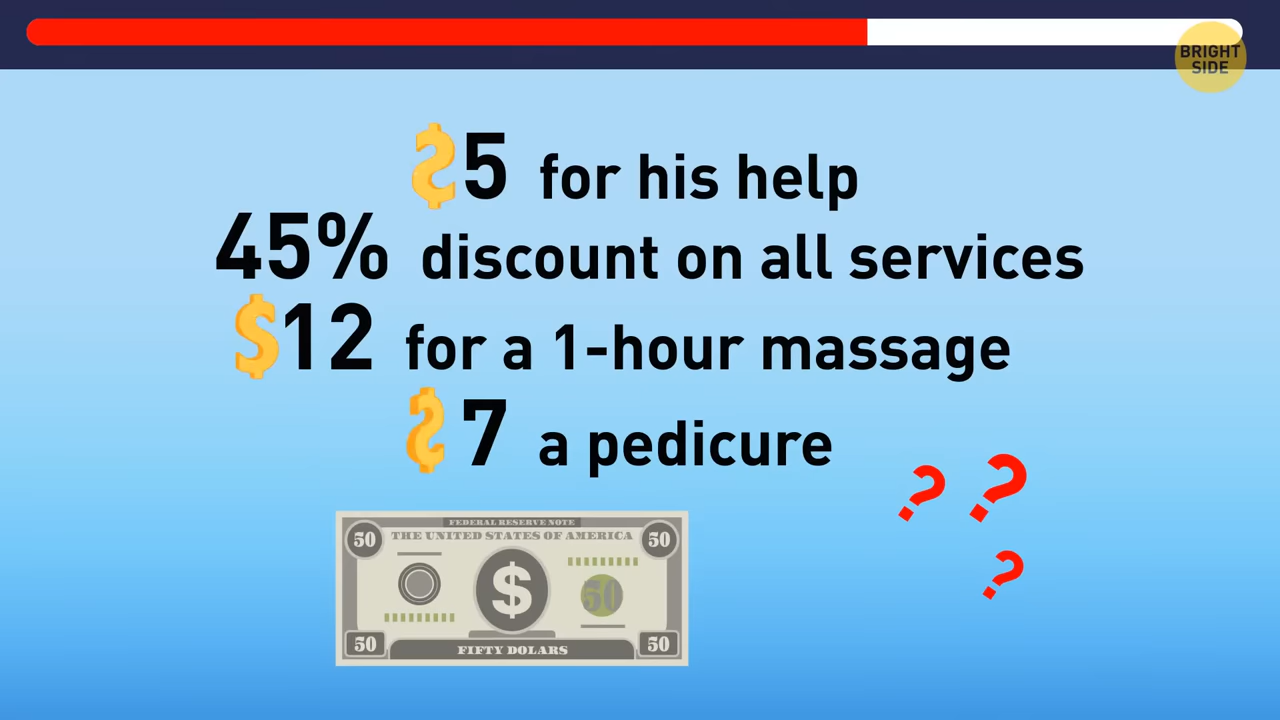 BRIGHT
SIDE
$5 for his help
45% discount on all services
$12 for a 1-hour massage
$7 a pedicure
FEDERAL RESERVE NOTE
50 THE UNITED STATES OF AMERICA 50
$ 50
50 FIFTY DOLARS 50
? ?
?